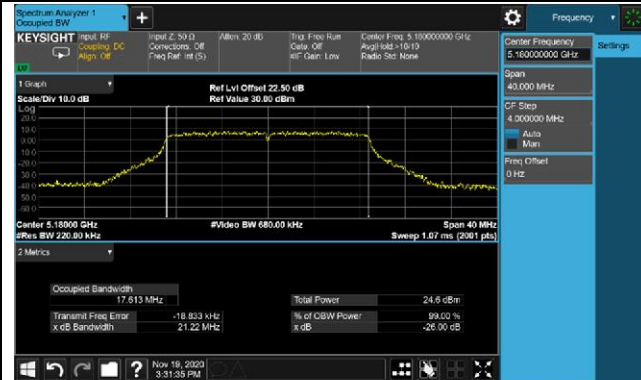 Spectrum Analyzer 1
Occupied BW
Frequency
KEYSIGHT
Input: RF
Coupling: DC
Align: Off
Input Z: 50 Ω
Corrections: Off
Freq Ref: Int (S)
Atten: 20 dB
Trig: Free Run
Gate: Off
#IF Gain: Low
Center Freq: 5.180000000 GHz
Avg|Hold:>10/10
Radio Std: None
Center Frequency
5.180000000 GHz
Settings
Span
40.000 MHz
CF Step
4.000000 MHz
Auto
Man
Freq Offset
0 Hz
1 Graph
Scale/Div 10.0 dB
Ref Lvl Offset 22.50 dB
Ref Value 30.00 dBm
Log
20.0
10.0
0.00
-10.0
-20.0
-30.0
-40.0
-50.0
-60.0
Center 5.18000 GHz
#Video BW 680.00 kHz
Span 40 MHz
#Res BW 220.00 kHz
Sweep 1.07 ms (2001 pts)
2 Metrics
Occupied Bandwidth
17.613 MHz
Total Power
24.6 dBm
Transmit Freq Error
-18.833 kHz
% of OBW Power
99.00 %
x dB Bandwidth
21.22 MHz
x dB
-26.00 dB
Nov 19, 2020
3:31:35 PM